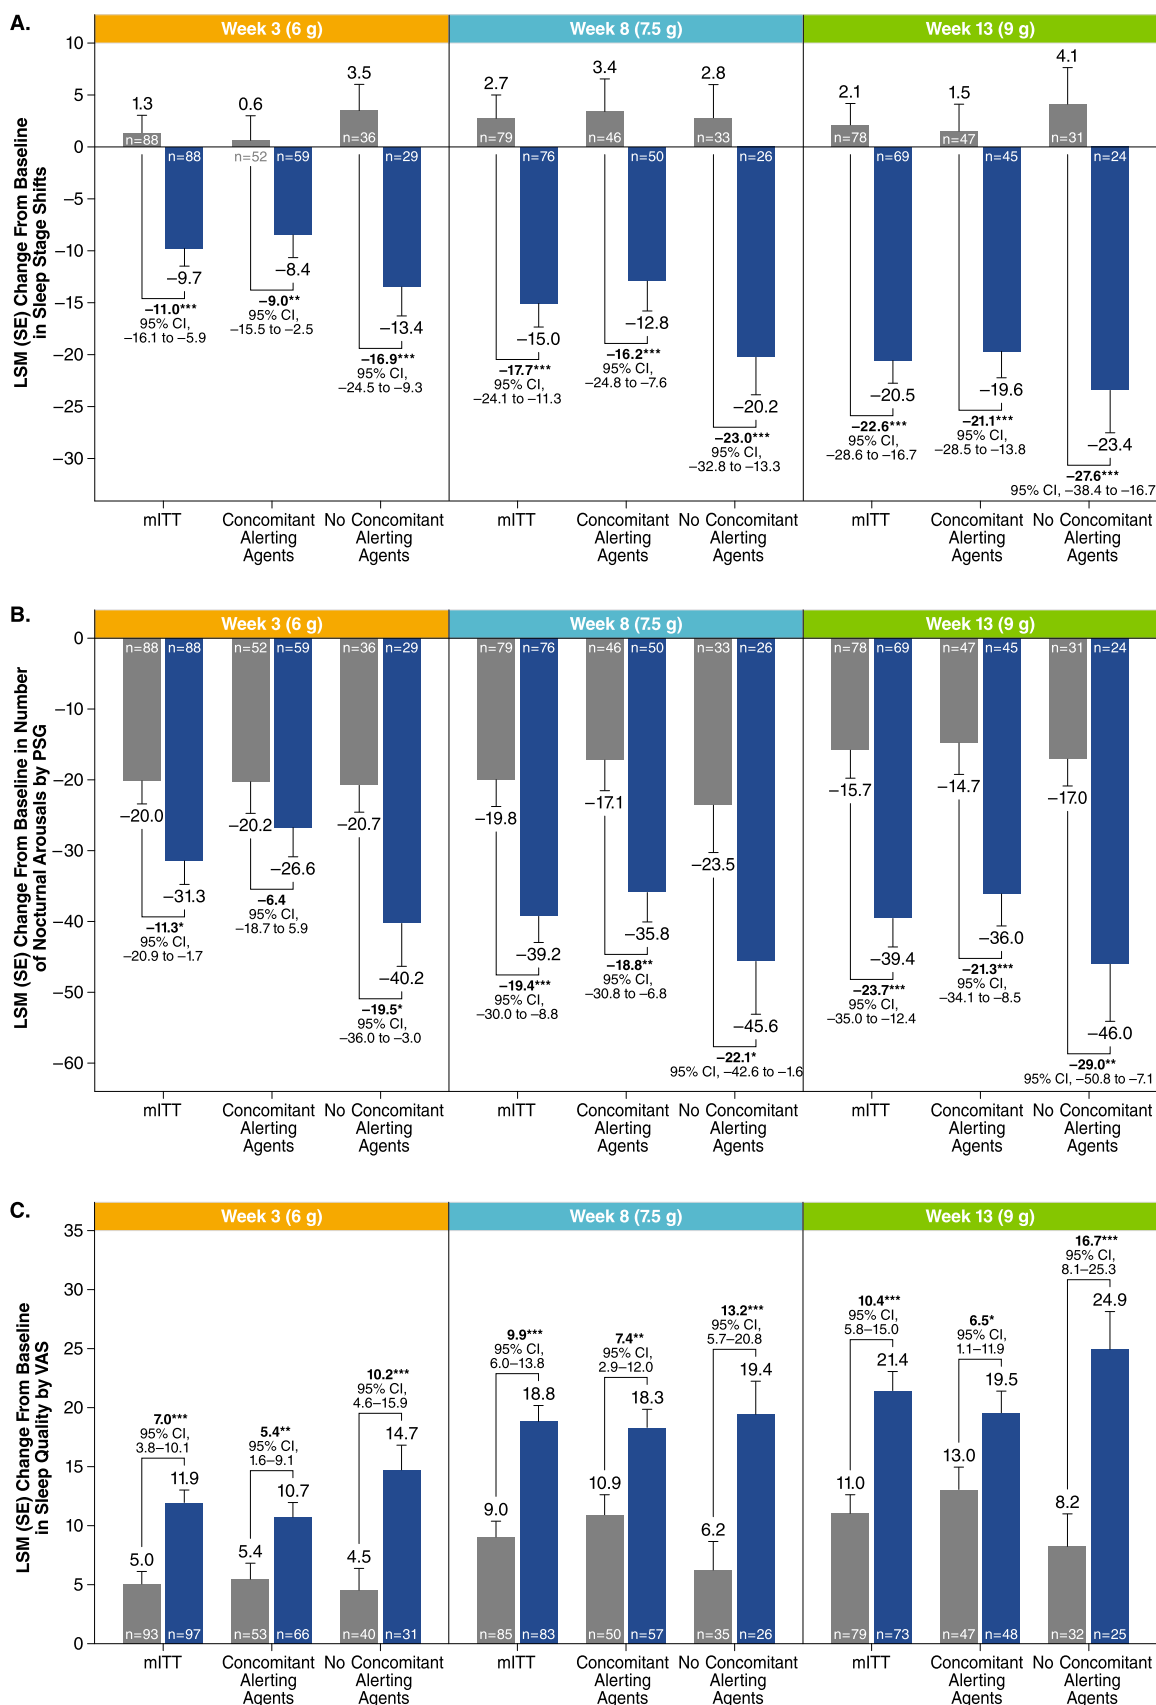 A.
Week 3 (6 g)
Week 8 (7.5 g)
Week 13 (9 g)
LSM (SE) Change From Baseline
in Sleep Stage Shifts
10
5
0
–5
–10
–15
–20
–25
–30
1.3
0.6
3.5
2.7
3.4
2.8
2.1
1.5
4.1
n=88
n=88
n=52
n=59
n=36
n=29
n=79
n=76
n=46
n=50
n=33
n=26
n=78
n=69
n=47
n=45
n=31
n=24
–9.7
–11.0***
95% CI,
–16.1 to –5.9
–8.4
–9.0**
95% CI,
–15.5 to –2.5
–13.4
–16.9***
95% CI,
–24.5 to –9.3
–15.0
–17.7***
95% CI,
–24.1 to –11.3
–12.8
–16.2***
95% CI,
–24.8 to –7.6
–20.2
–23.0***
95% CI,
–32.8 to –13.3
–20.5
–22.6***
95% CI,
–28.6 to –16.7
–19.6
–21.1***
95% CI,
–28.5 to –13.8
–23.4
–27.6***
95% CI, –38.4 to –16.7
mITT
Concomitant
Alerting
Agents
No Concomitant
Alerting
Agents
mITT
Concomitant
Alerting
Agents
No Concomitant
Alerting
Agents
mITT
Concomitant
Alerting
Agents
No Concomitant
Alerting
Agents
B.
Week 3 (6 g)
Week 8 (7.5 g)
Week 13 (9 g)
LSM (SE) Change From Baseline in Number
of Nocturnal Arousals by PSG
0
–10
–20
–30
–40
–50
–60
n=88
n=88
n=52
n=59
n=36
n=29
n=79
n=76
n=46
n=50
n=33
n=26
n=78
n=69
n=47
n=45
n=31
n=24
–20.0
–31.3
–11.3*
95% CI,
–20.9 to –1.7
–20.2
–26.6
–6.4
95% CI,
–18.7 to 5.9
–20.7
–40.2
–19.5*
95% CI,
–36.0 to –3.0
–19.8
–39.2
–19.4***
95% CI,
–30.0 to –8.8
–17.1
–35.8
–18.8**
95% CI,
–30.8 to –6.8
–23.5
–45.6
–22.1*
95% CI, –42.6 to –1.6
–15.7
–39.4
–23.7***
95% CI,
–35.0 to –12.4
–14.7
–36.0
–21.3***
95% CI,
–34.1 to –8.5
–17.0
–46.0
–29.0**
95% CI, –50.8 to –7.1
mITT
Concomitant
Alerting
Agents
No Concomitant
Alerting
Agents
mITT
Concomitant
Alerting
Agents
No Concomitant
Alerting
Agents
mITT
Concomitant
Alerting
Agents
No Concomitant
Alerting
Agents
C.
Week 3 (6 g)
Week 8 (7.5 g)
Week 13 (9 g)
LSM (SE) Change From Baseline
in Sleep Quality by VAS
35
30
25
20
15
10
5
0
7.0***
95% CI,
3.8–10.1
5.0
11.9
5.4**
95% CI,
1.6–9.1
5.4
10.7
10.2***
95% CI,
4.6–15.9
4.5
14.7
9.9***
95% CI,
6.0–13.8
9.0
18.8
7.4**
95% CI,
2.9–12.0
10.9
18.3
13.2***
95% CI,
5.7–20.8
6.2
19.4
10.4***
95% CI,
5.8–15.0
11.0
21.4
6.5*
95% CI,
1.1–11.9
13.0
19.5
16.7***
95% CI,
8.1–25.3
8.2
24.9
n=93
n=97
n=53
n=66
n=40
n=31
n=85
n=83
n=50
n=57
n=35
n=26
n=79
n=73
n=47
n=48
n=32
n=25
mITT
Concomitant
Alerting
Agents
No Concomitant
Alerting
Agents
mITT
Concomitant
Alerting
Agents
No Concomitant
Alerting
Agents
mITT
Concomitant
Alerting
Agents
No Concomitant
Alerting
Agents